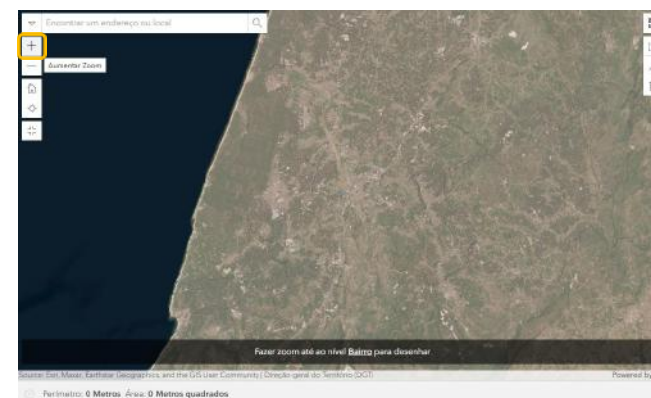 Encontrar um endereço ou local
Aumentar Zoom
Fazer zoom até ao nível Bairro para desenhar.
Source: Esri, Maxar, Earthstar Geographics, and the GIS User Community | Direção-geral do Território (DGT)
Powered by
Perímetro: 0 Metros Área: 0 Metros quadrados